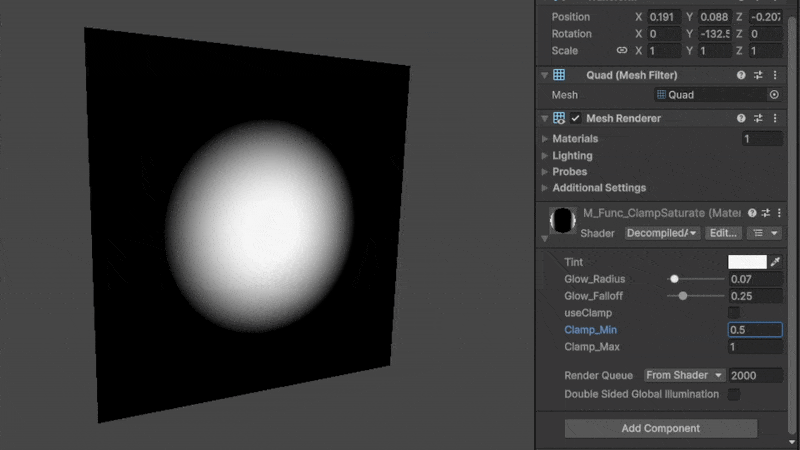 Position X 0.191 Y 0.088 Z -0.207
Rotation X 0 Y -132.5 Z 0
Scale X 1 Y 1 Z 1
Quad (Mesh Filter)
Mesh Quad
Mesh Renderer
Materials 1
Lighting
Probes
Additional Settings
M_Func_ClampSaturate (Mater
Shader Decompiled/ Edit...
Tint
Glow_Radius 0.07
Glow_Falloff 0.25
useClamp
Clamp_Min 0.5
Clamp_Max 1
Render Queue From Shader 2000
Double Sided Global Illumination
Add Component